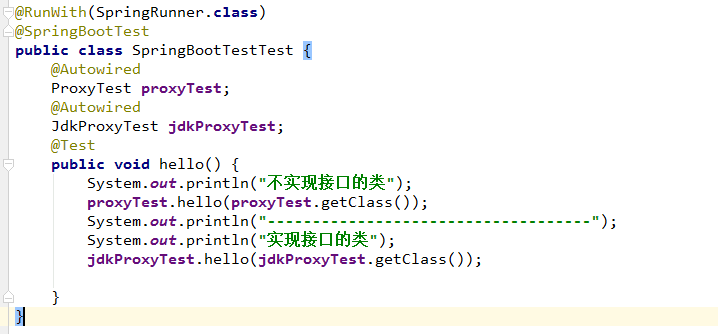 @RunWith(SpringRunner.class)
@SpringBootTest
public class SpringBootTestTest {
@Autowired
ProxyTest proxyTest;
@Autowired
JdkProxyTest jdkProxyTest;
@Test
public void hello() {
System.out.println("不实现接口的类");
proxyTest.hello(proxyTest.getClass());
System.out.println("------------------------------------");
System.out.println("实现接口的类");
jdkProxyTest.hello(jdkProxyTest.getClass());
}
}